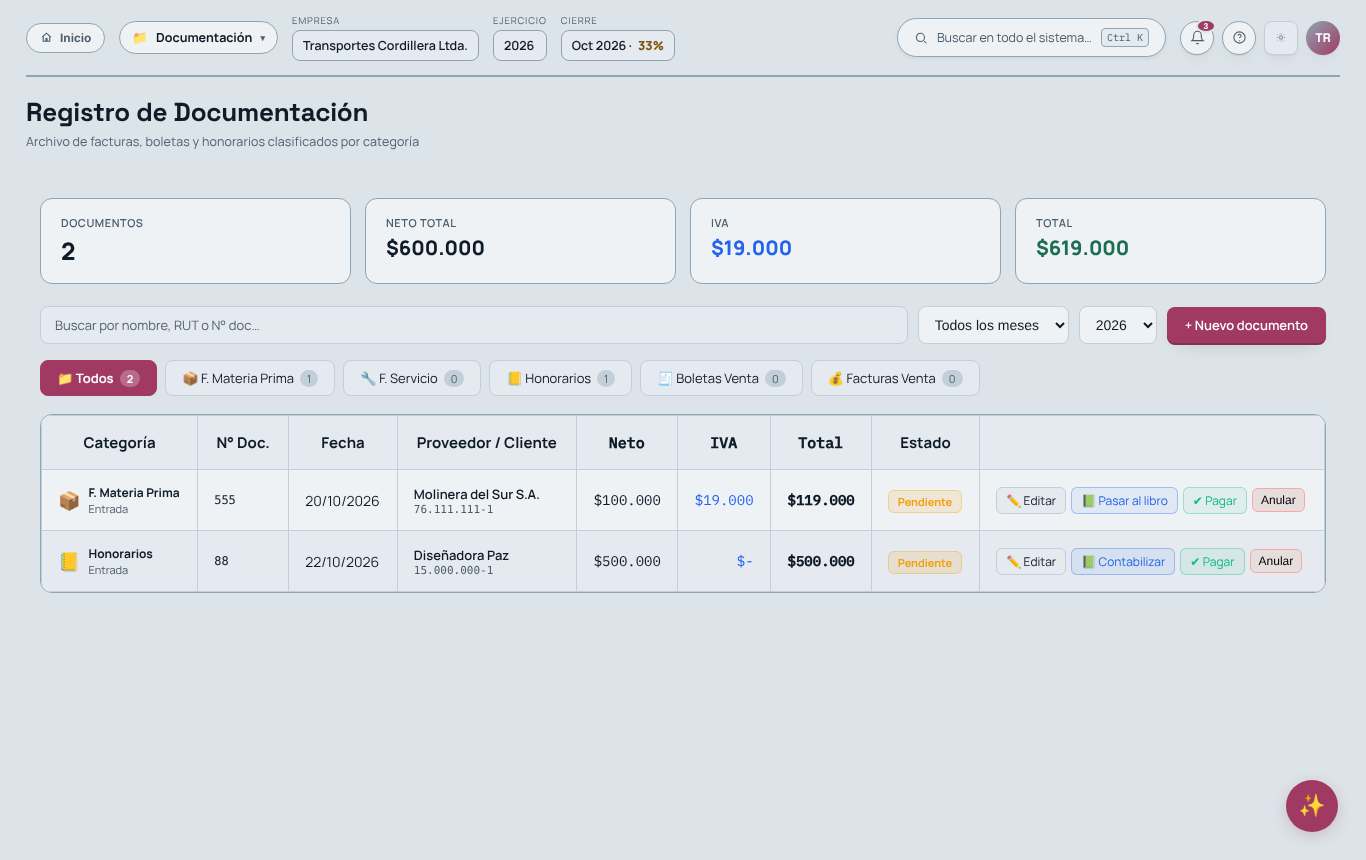 EMPRESA
EJERCICIO
CIERRE
Inicio
Documentación
Transportes Cordillera Ltda.
2026
Oct 2026 · 33%
Buscar en todo el sistema...
Ctrl K
3
TR
Registro de Documentación
Archivo de facturas, boletas y honorarios clasificados por categoría
DOCUMENTOS
2
NETO TOTAL
$600.000
IVA
$19.000
TOTAL
$619.000
Buscar por nombre, RUT o N° doc...
Todos los meses
2026
+ Nuevo documento
Todos 2
F. Materia Prima 1
F. Servicio 0
Honorarios 1
Boletas Venta 0
Facturas Venta 0
Categoría
N° Doc.
Fecha
Proveedor / Cliente
Neto
IVA
Total
Estado
F. Materia Prima
Entrada
555
20/10/2026
Molinera del Sur S.A.
76.111.111-1
$100.000
$19.000
$119.000
Pendiente
Editar
Pasar al libro
✔ Pagar
Anular
Honorarios
Entrada
88
22/10/2026
Diseñadora Paz
15.000.000-1
$500.000
$-
$500.000
Pendiente
Editar
Contabilizar
✔ Pagar
Anular